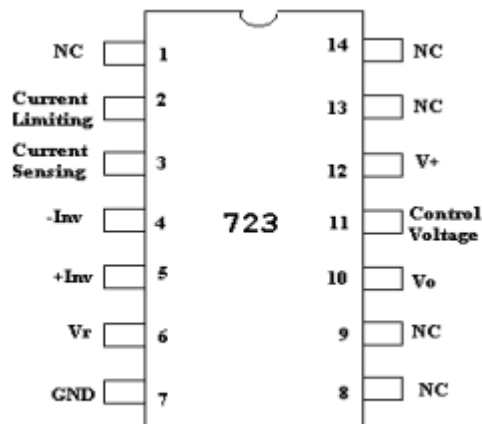 NC 1 14 NC
Current Limiting 2 13 NC
Current Sensing 3 12 V+
-Inv 4 723 11 Control Voltage
+Inv 5 10 Vo
Vr 6 9 NC
GND 7 8 NC